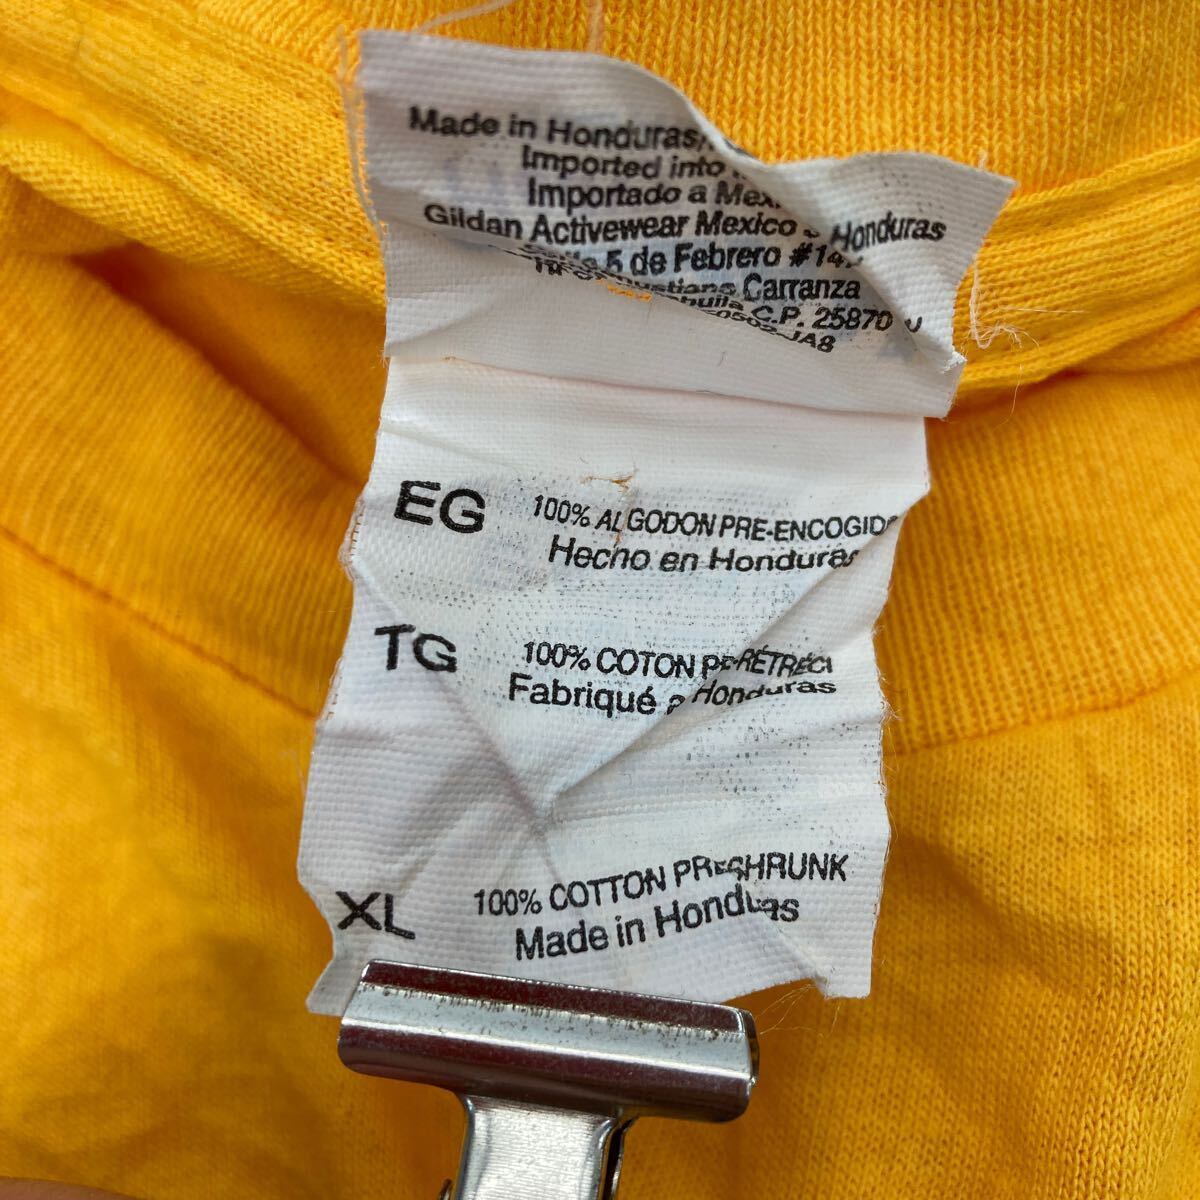 Made in Honduras/
Imported into
Importado a
Gildan Activewear Mexico
Honduras
5 de Febrero
Carranza
C.P. 25870
EG
100% ALGODON PRE-ENCOGIDO
Hecho en Honduras
TG
100% COTON
Fabriqué Honduras
XL
100% COTTON PRESHRUNK
Made in Honduras